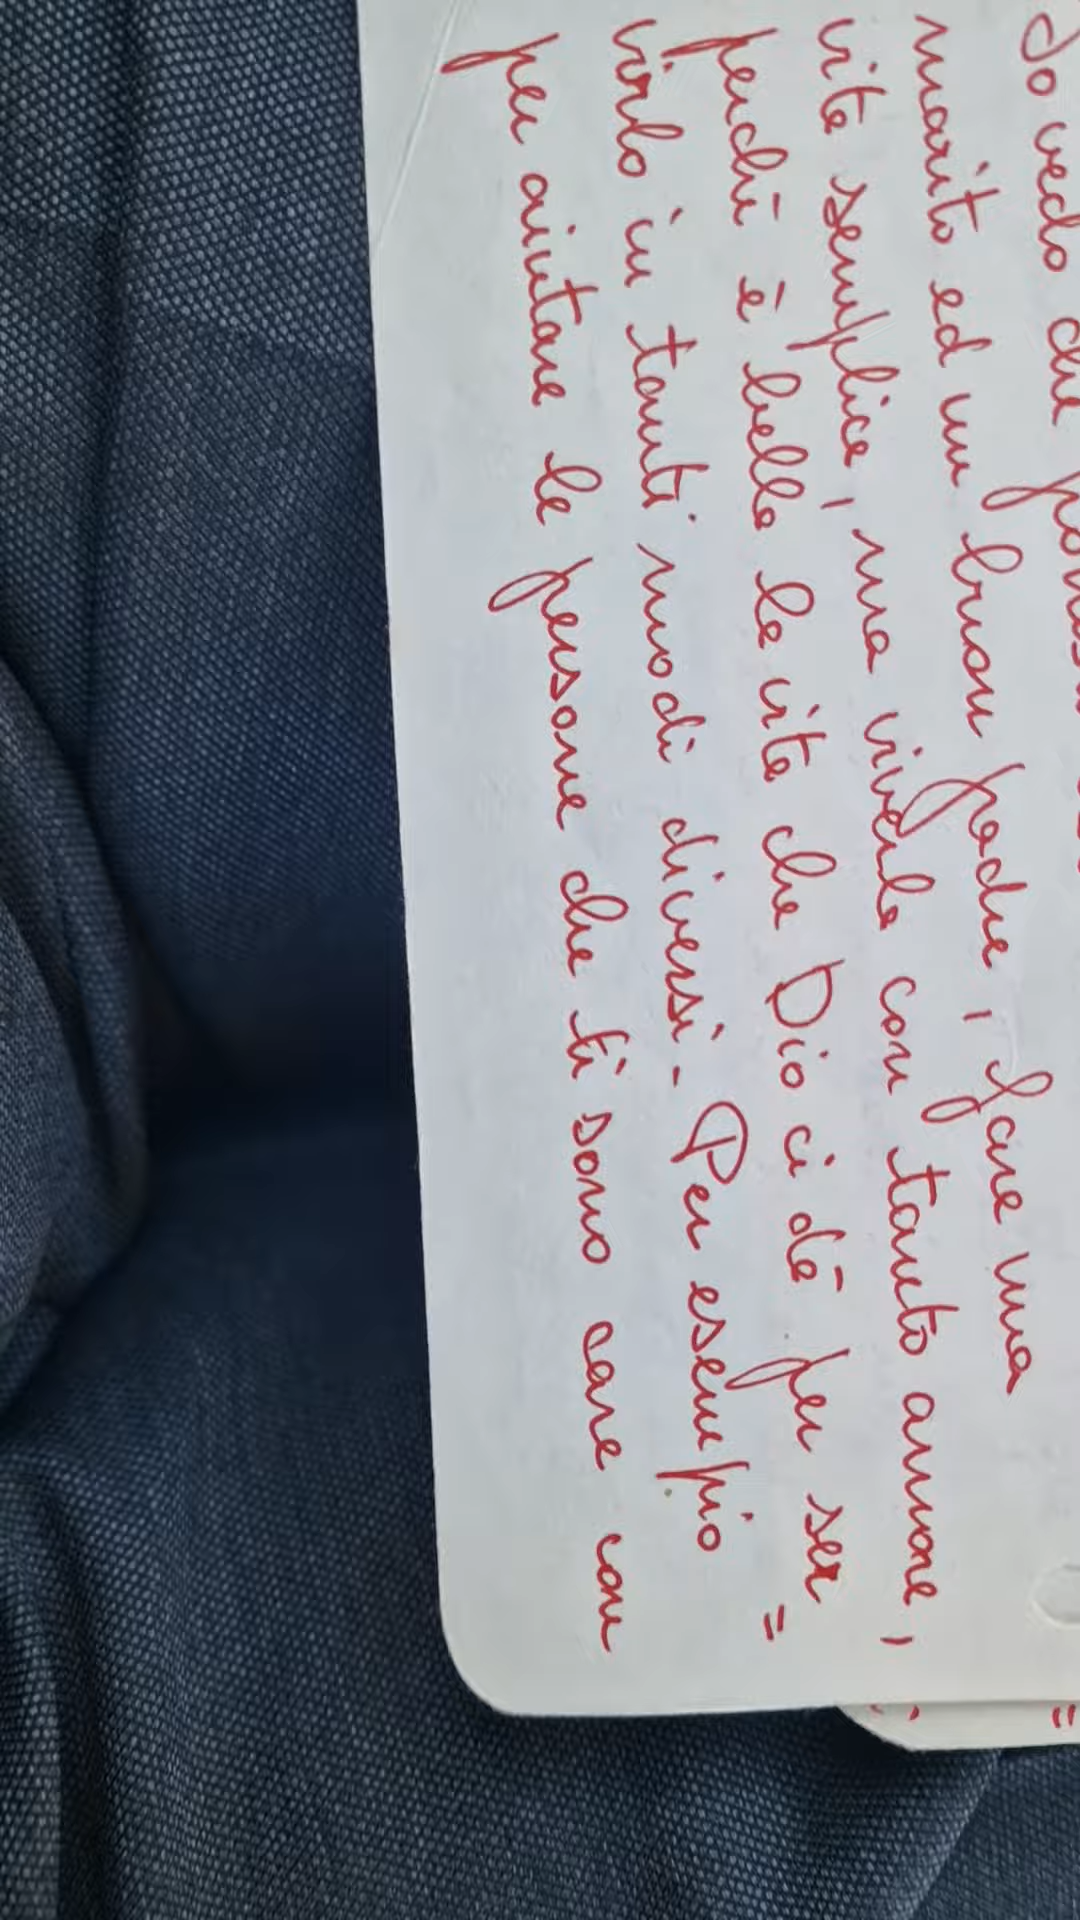 Io vedo che
marito ed un buon padre, fare una
vita semplice, ma viverla con tanto amore,
perchē ē bella la vita che Dio ci dā per ser=
virlo in tanti modi diversi- Per esempio
per aiutare le persone che ti sono care con